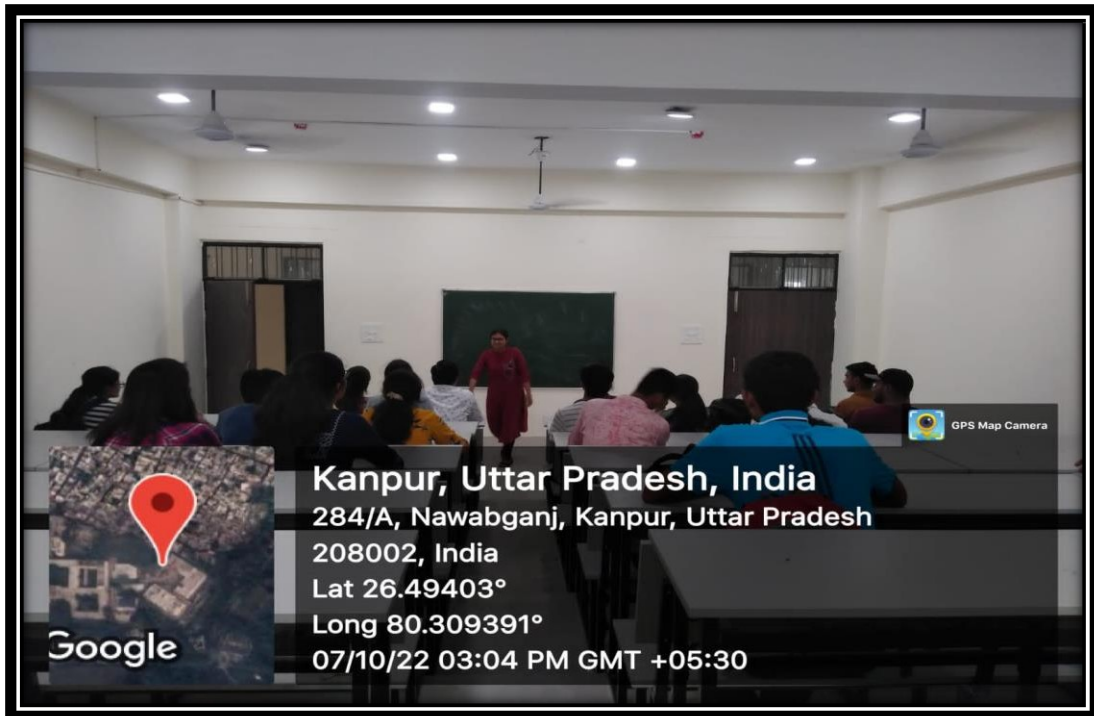 GPS Map Camera
Kanpur, Uttar Pradesh, India
284/A, Nawabganj, Kanpur, Uttar Pradesh
208002, India
Lat 26.49403°
Long 80.309391°
07/10/22 03:04 PM GMT +05:30
Google